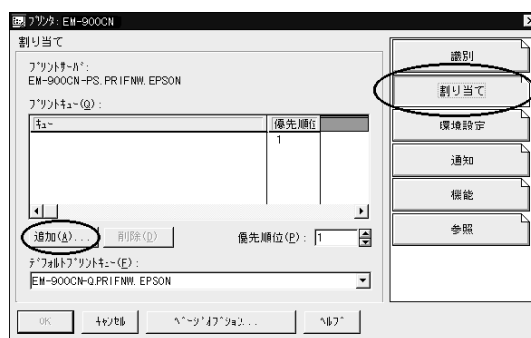 ﾌﾟﾘﾝﾀ: EM-900CN
割り当て
ﾌﾟﾘﾝﾄｻｰﾊﾞ:
EM-900CN-PS.PRIFNW.EPSON
ﾌﾟﾘﾝﾄｷｭｰ(Q):
ｷｭｰ 優先順位
1
追加(A)... 削除(D) 優先順位(P): 1
ﾃﾞﾌｫﾙﾄﾌﾟﾘﾝﾄｷｭｰ(E):
EM-900CN-Q.PRIFNW.EPSON
OK ｷｬﾝｾﾙ ﾍﾟｰｼﾞｵﾌﾟｼｮﾝ... ﾍﾙﾌﾟ
識別
割り当て
環境設定
通知
機能
参照